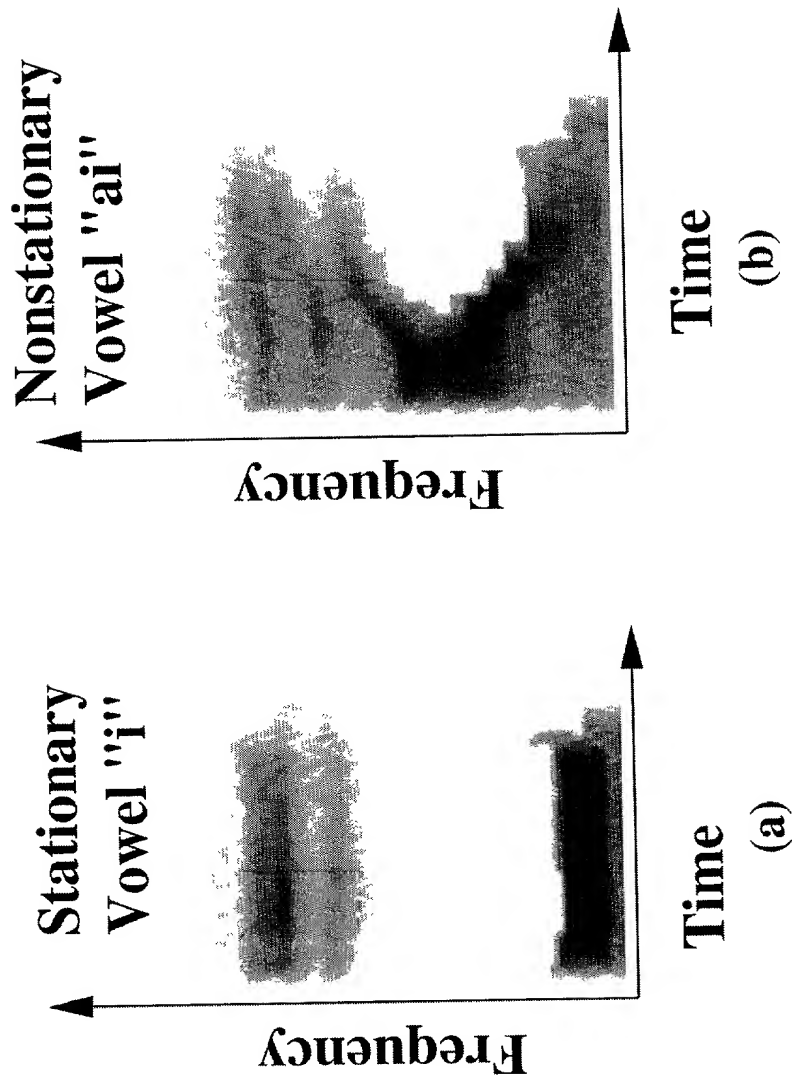 Stationary
Vowel "i"
Frequency
Time
(a)
Nonstationary
Vowel "ai"
Frequency
Time
(b)